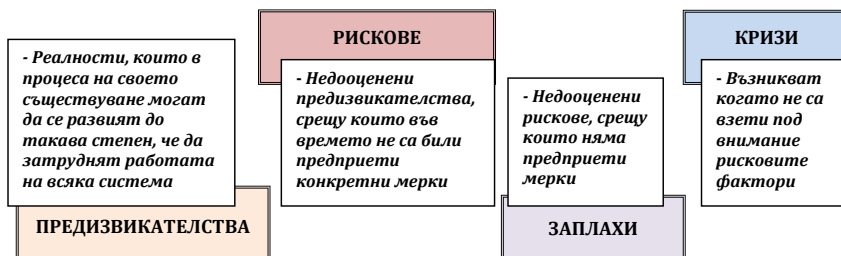 - Реалности, които в
процеса на своето
съществуване могат
да се развият до
такава степен, че да
затруднят работата
на всяка система
ПРЕДИЗВИКАТЕЛСТВА
РИСКОВЕ
- Недооценени
предизвикателства,
срещу които във
времето не са били
предприети
конкретни мерки
- Недооценени
рискове, срещу
които няма
предприети
мерки
ЗАПЛАХИ
КРИЗИ
- Възникват
когато не са
взети под
внимание
рисковите
фактори